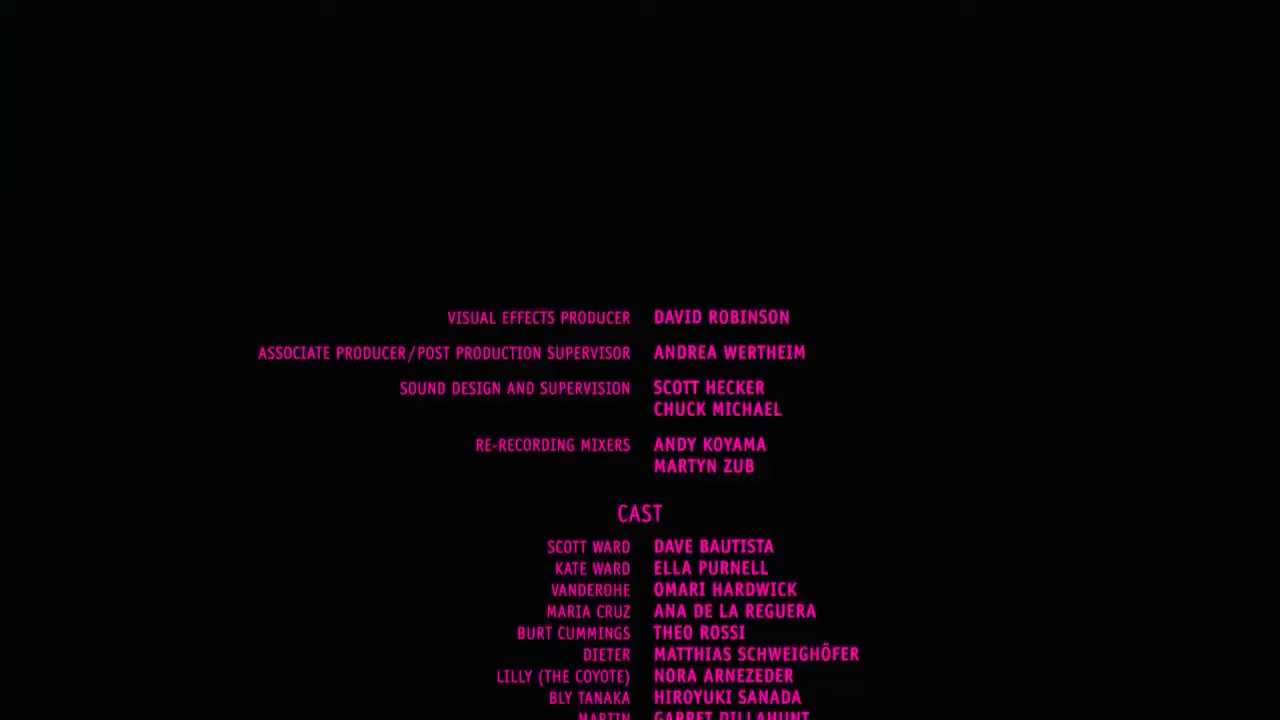 VISUAL EFFECTS PRODUCER DAVID ROBINSON
ASSOCIATE PRODUCER/POST PRODUCTION SUPERVISOR ANDREA WERTHEIM
SOUND DESIGN AND SUPERVISION SCOTT HECKER
CHUCK MICHAEL
RE-RECORDING MIXERS ANDY KOYAMA
MARTYN ZUB
CAST
SCOTT WARD DAVE BAUTISTA
KATE WARD ELLA PURNELL
VANDEROHE OMARI HARDWICK
MARIA CRUZ ANA DE LA REGUERA
BURT CUMMINGS THEO ROSSI
DIETER MATTHIAS SCHWEIGHÖFER
LILLY (THE COYOTE) NORA ARNEZEDER
BLY TANAKA HIROYUKI SANADA
MARTIN GARRET DILLAHUNT